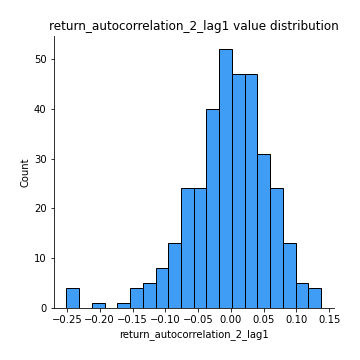 return_autocorrelation_2_lag1 value distribution
50
40
30
20
10
0
Count
−0.25 −0.20 −0.15 −0.10 −0.05 0.00 0.05 0.10 0.15
return_autocorrelation_2_lag1